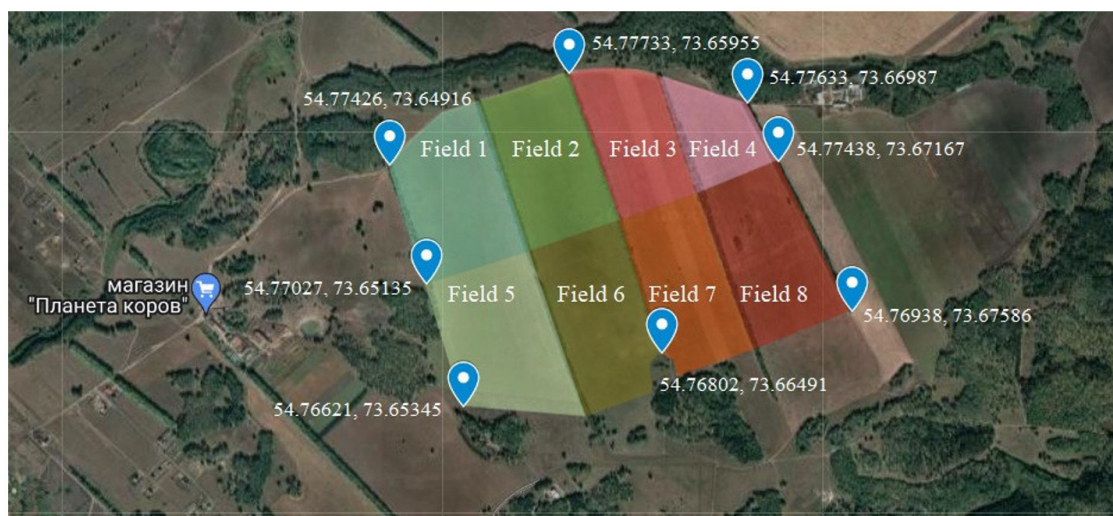 54.77733, 73.65955
54.77633, 73.66987
54.77426, 73.64916
Field 1
Field 2
Field 3
Field 4
54.77438, 73.67167
магазин
"Планета коров"
54.77027, 73.65135
Field 5
Field 6
Field 7
Field 8
54.76938, 73.67586
54.76802, 73.66491
54.76621, 73.65345